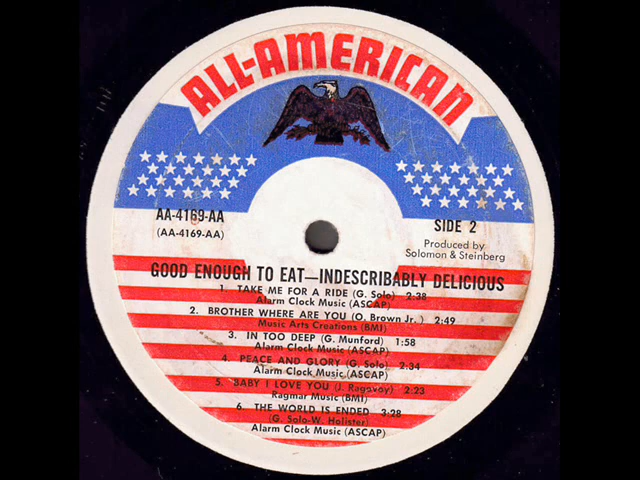 ALL-AMERICAN
AA-4169-AA
(AA-4169-AA)
SIDE 2
Produced by
Solomon & Steinberg
GOOD ENOUGH TO EAT—INDESCRIBABLY DELICIOUS
1. TAKE ME FOR A RIDE (G. Solo) 2:38
Alarm Clock Music (ASCAP)
2. BROTHER WHERE ARE YOU (O. Brown Jr.) 2:49
Music Arts Creations (BMI)
3. IN TOO DEEP (G. Munford) 1:58
Alarm Clock Music (ASCAP)
4. PEACE AND GLORY (G. Solo) 2:34
Alarm Clock Music (ASCAP)
5. BABY I LOVE YOU (J. Ragavoy) 2:23
Ragmar Music (BMI)
6. THE WORLD IS ENDED 3:28
(G. Solo-W. Holister)
Alarm Clock Music (ASCAP)